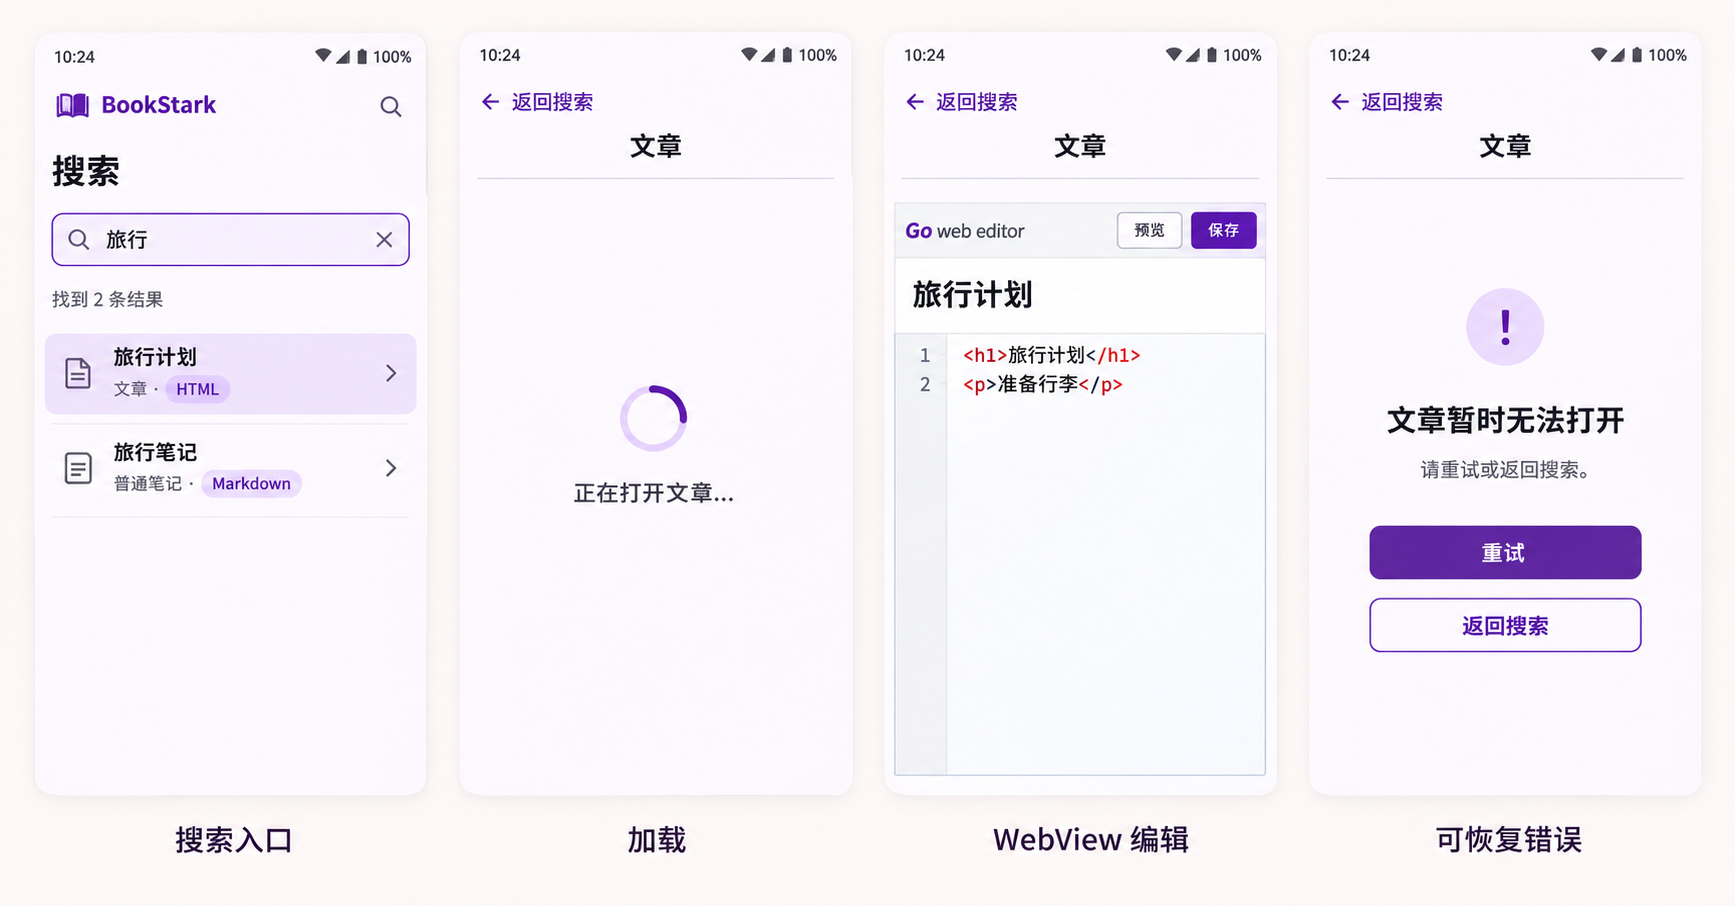 10:24 100%
BookStark
搜索
旅行
找到 2 条结果
旅行计划
文章 · HTML
旅行笔记
普通笔记 · Markdown
搜索入口
10:24 100%
返回搜索
文章
正在打开文章...
加载
10:24 100%
返回搜索
文章
Go web editor 预览 保存
旅行计划
1 <h1>旅行计划</h1>
2 <p>准备行李</p>
WebView 编辑
10:24 100%
返回搜索
文章
!
文章暂时无法打开
请重试或返回搜索。
重试
返回搜索
可恢复错误